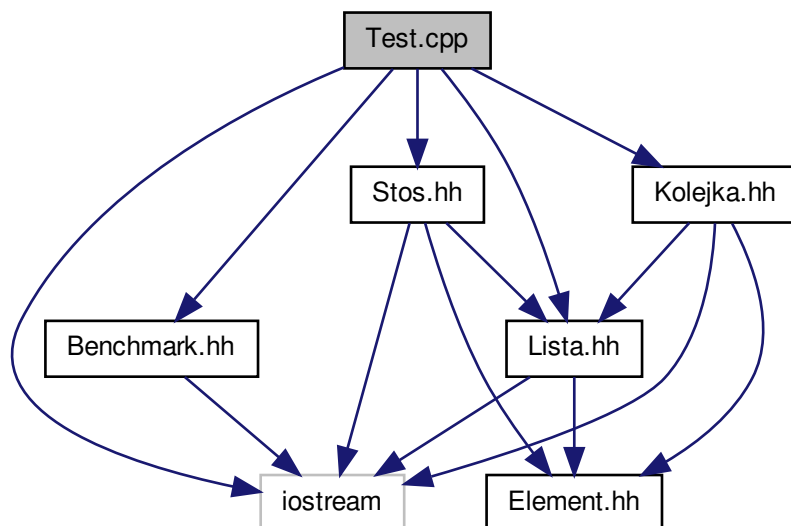 Test.cpp
Stos.hh
Kolejka.hh
Benchmark.hh
Lista.hh
iostream
Element.hh